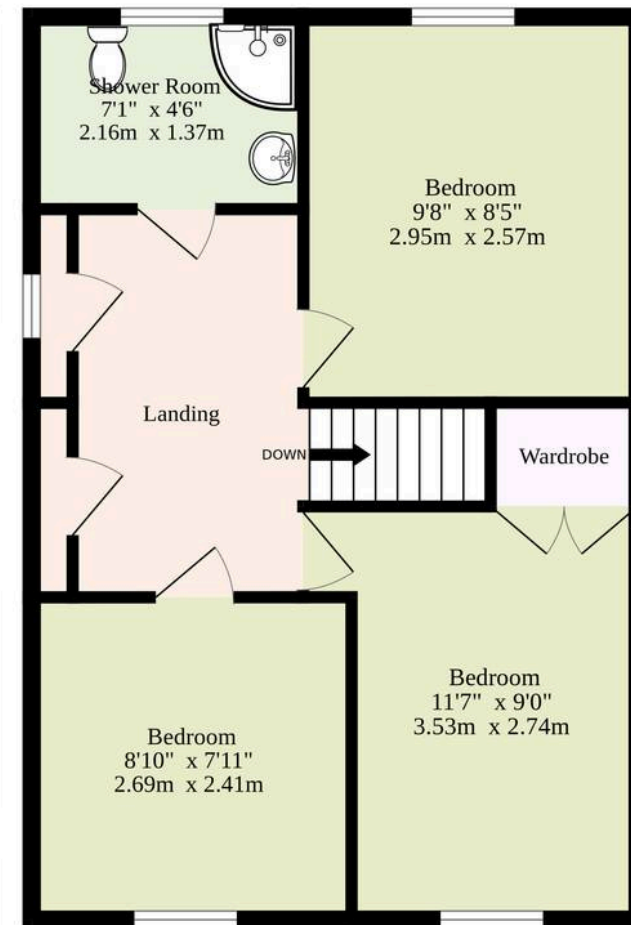 Shower Room
7'1" x 4'6"
2.16m x 1.37m
Bedroom
9'8" x 8'5"
2.95m x 2.57m
Landing
DOWN
Wardrobe
Bedroom
11'7" x 9'0"
3.53m x 2.74m
Bedroom
8'10" x 7'11"
2.69m x 2.41m